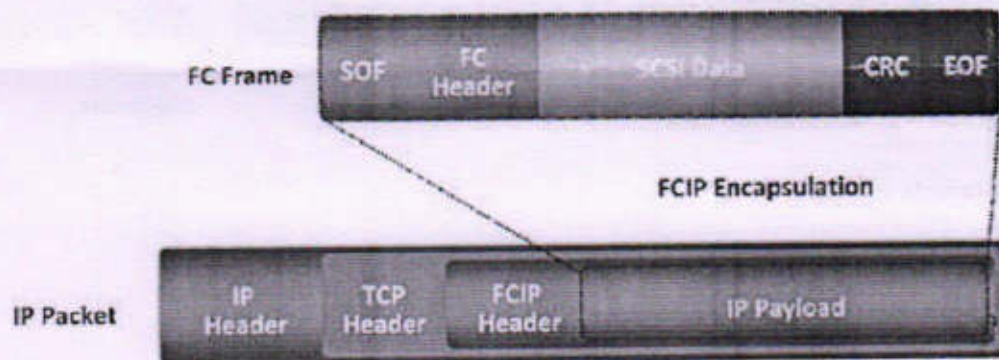 FC Frame
SOF
FC
Header
SCSI Data
CRC
EOF
FCIP Encapsulation
IP Packet
IP
Header
TCP
Header
FCIP
Header
IP Payload